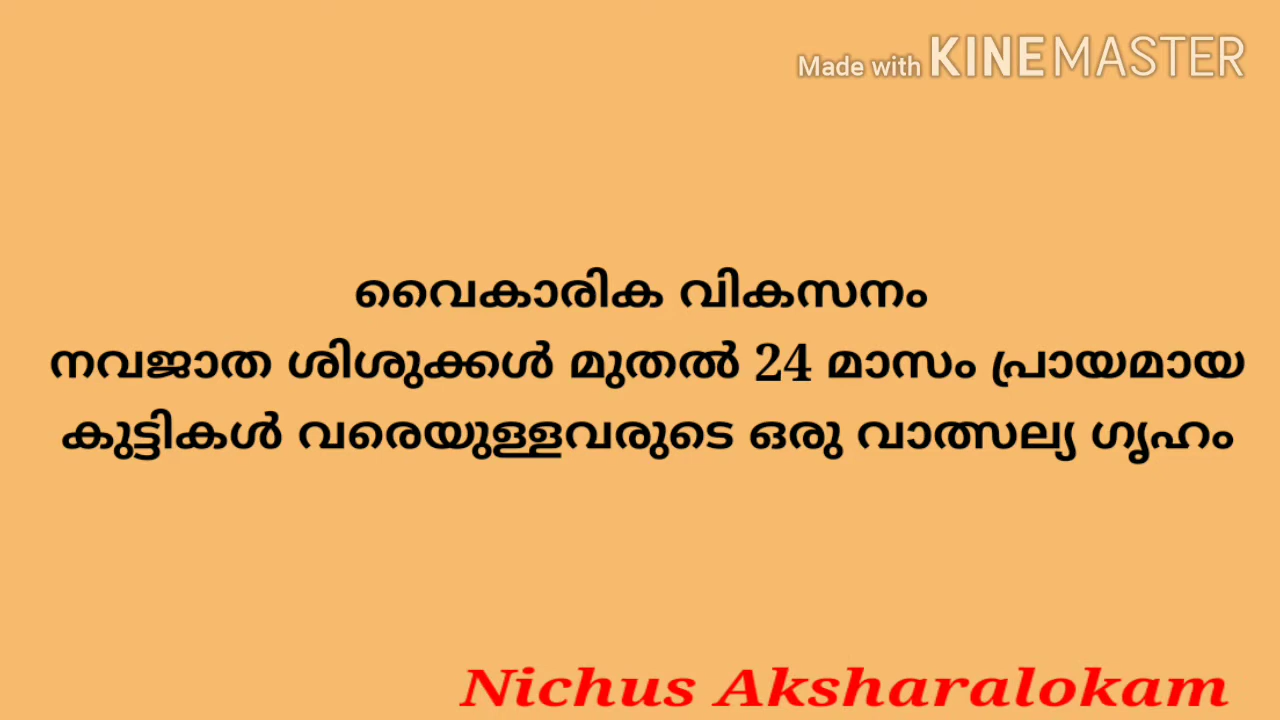 Made with KINEMASTER
വൈകാരിക വികസനം
നവജാത ശിശുക്കൾ മുതൽ 24 മാസം പ്രായമായ
കുട്ടികൾ വരെയുള്ളവരുടെ ഒരു വാത്സല്യ ഗൃഹം
Nichus Aksharalokam